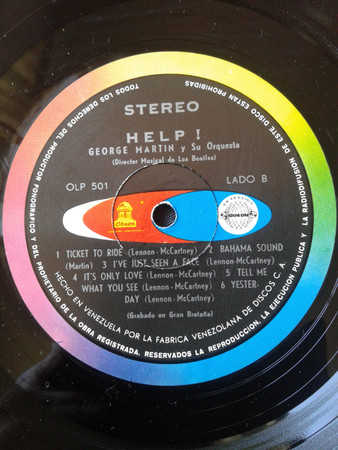 TODOS LOS DERECHOS DEL PRODUCTOR FONOGRAFICO Y DEL PROPIETARIO DE LA OBRA REGISTRADA. RESERVADOS LA REPRODUCCION, LA EJECUCION PUBLICA Y LA RADIODIFUSION DE ESTE DISCO ESTAN PROHIBIDAS
STEREO
HELP !
GEORGE MARTIN y Su Orquesta
(Director Musical de Los Beatles)
OLP 501
LADO B
Odeon
ODEON
1 TICKET TO RIDE (Lennon-McCartney) 2 BAHAMA SOUND
(Martin) 3 I'VE JUST SEEN A FACE (Lennon-McCartney)
4 IT'S ONLY LOVE (Lennon-McCartney) 5 TELL ME
WHAT YOU SEE (Lennon-McCartney) 6 YESTER-
DAY (Lennon-McCartney)
(Grabado en Gran Bretaña)
HECHO EN VENEZUELA POR LA FABRICA VENEZOLANA DE DISCOS C. A.